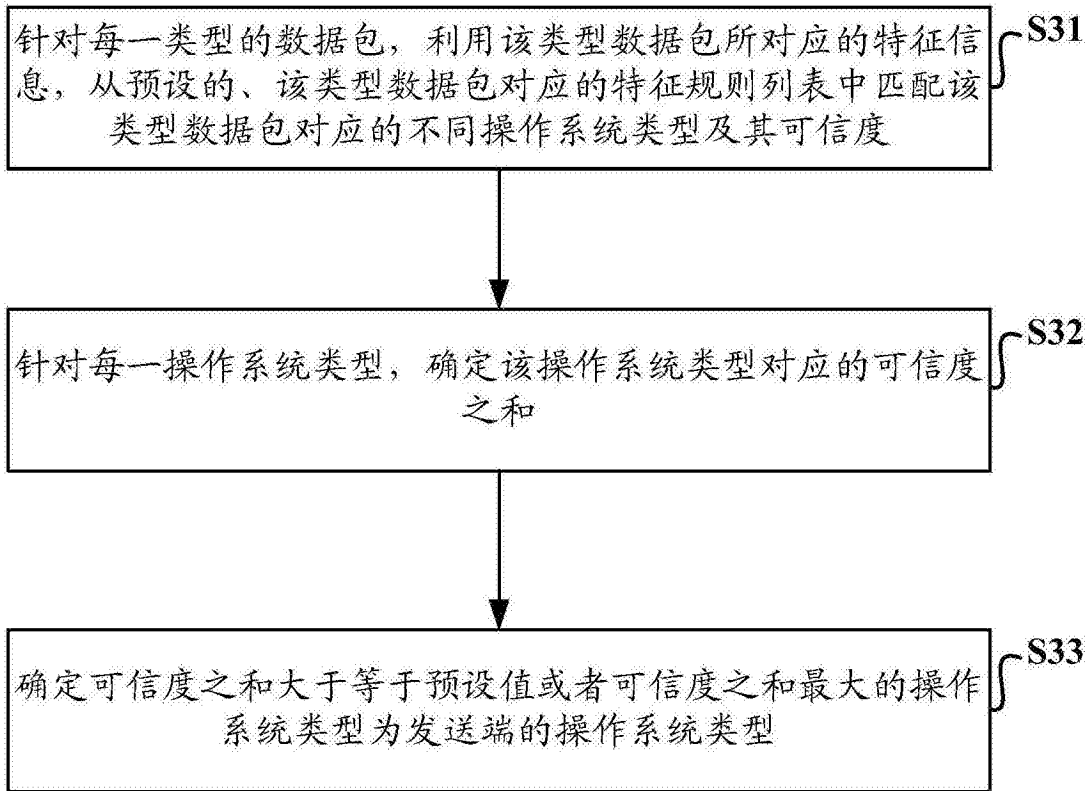 针对每一类型的数据包，利用该类型数据包所对应的特征信
息，从预设的、该类型数据包对应的特征规则列表中匹配该
类型数据包对应的不同操作系统类型及其可信度
S31
针对每一操作系统类型，确定该操作系统类型对应的可信度
之和
S32
确定可信度之和大于等于预设值或者可信度之和最大的操作
系统类型为发送端的操作系统类型
S33